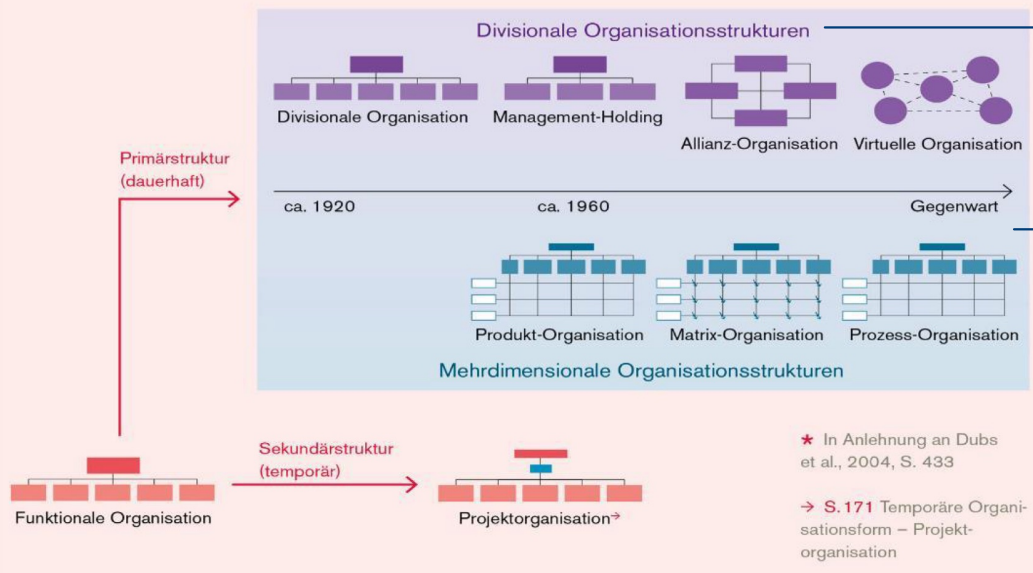 Divisionale Organisationsstrukturen
Divisionale Organisation
Management-Holding
Allianz-Organisation
Virtuelle Organisation
Primärstruktur
(dauerhaft)
ca. 1920
ca. 1960
Gegenwart
Produkt-Organisation
Matrix-Organisation
Prozess-Organisation
Mehrdimensionale Organisationsstrukturen
Sekundärstruktur
(temporär)
Funktionale Organisation
Projektorganisation→
* In Anlehnung an Dubs
et al., 2004, S. 433
→ S. 171 Temporäre Organi-
sationsform – Projekt-
organisation